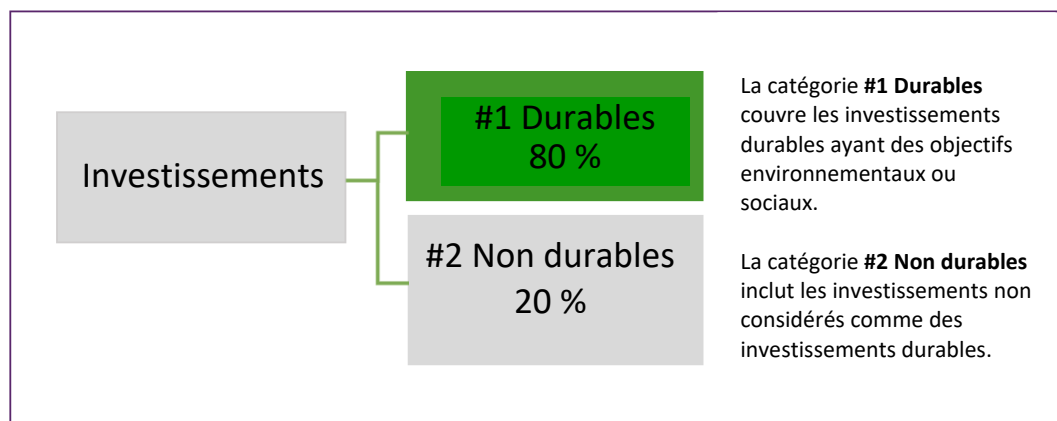 Investissements
#1 Durables
80 %
#2 Non durables
20 %
La catégorie #1 Durables
couvre les investissements
durables ayant des objectifs
environnementaux ou
sociaux.
La catégorie #2 Non durables
inclut les investissements non
considérés comme des
investissements durables.